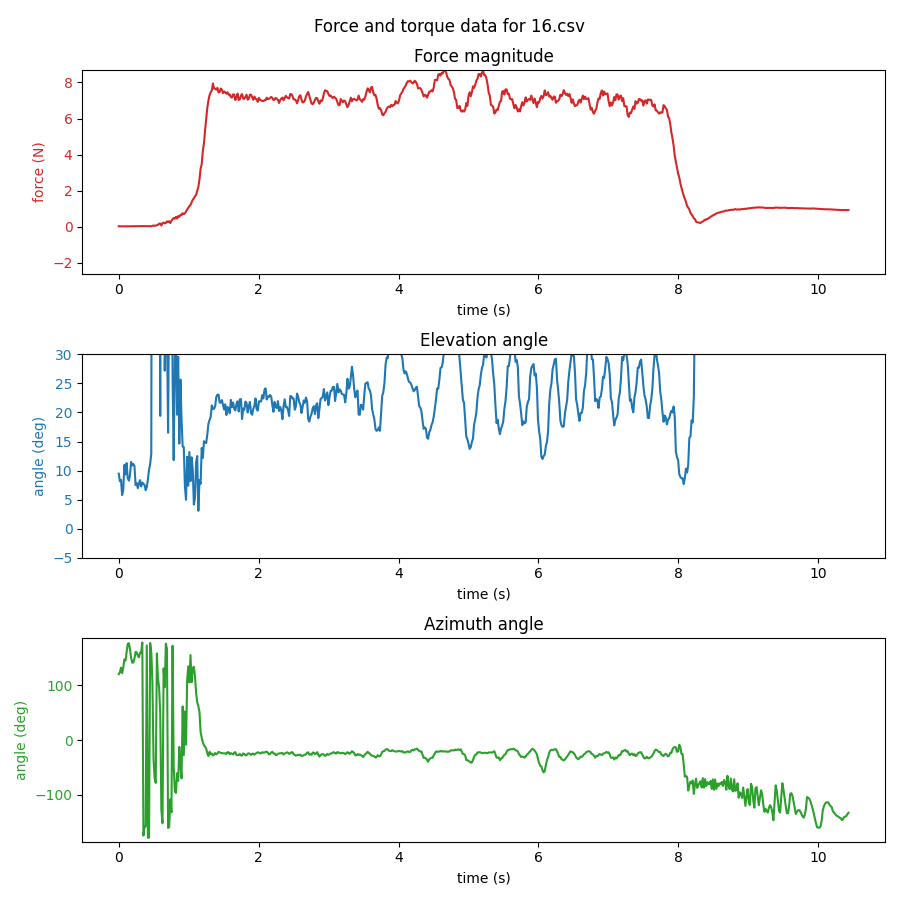 Force and torque data for 16.csv
Force magnitude
8
6
4
2
0
−2
force (N)
0 2 4 6 8 10
time (s)
Elevation angle
30
25
20
15
10
5
0
−5
angle (deg)
0 2 4 6 8 10
time (s)
Azimuth angle
100
0
−100
angle (deg)
0 2 4 6 8 10
time (s)